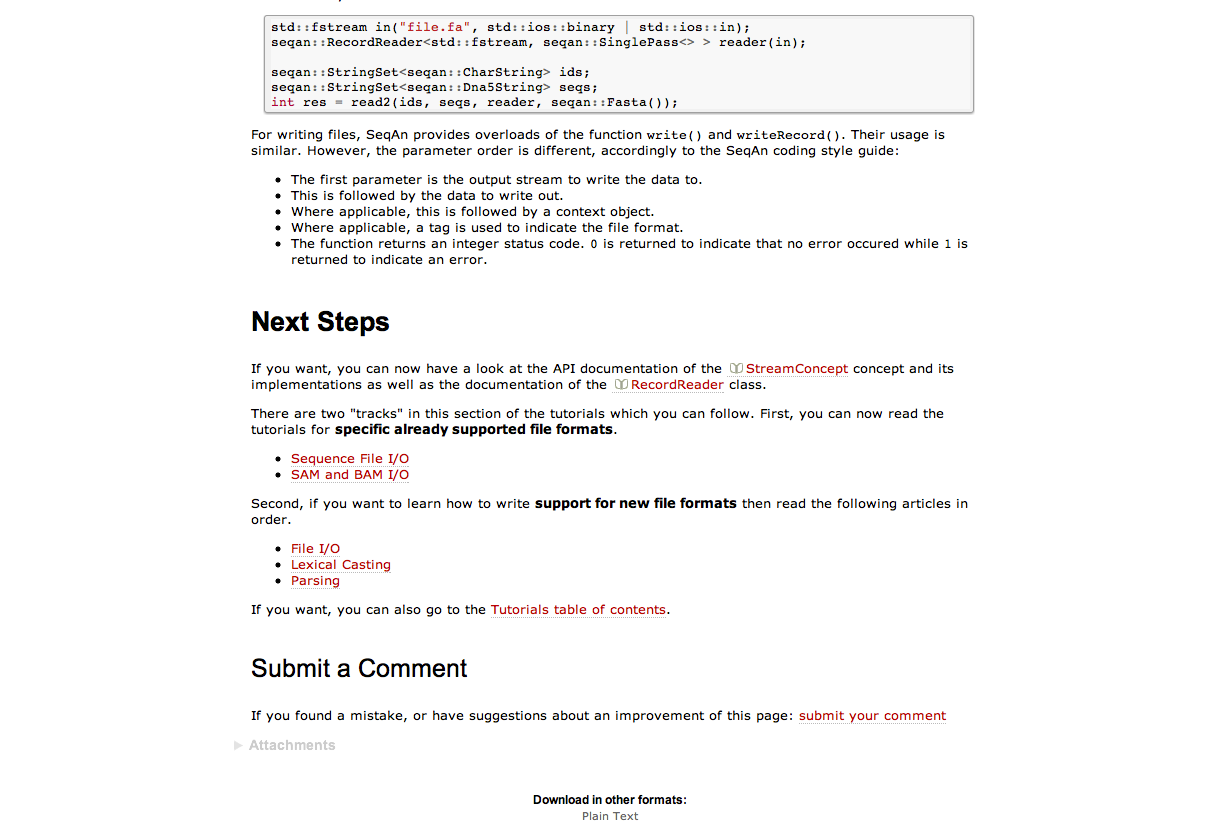 std::fstream in("file.fa", std::ios::binary | std::ios::in);
seqan::RecordReader<std::fstream, seqan::SinglePass<> > reader(in);
seqan::StringSet<seqan::CharString> ids;
seqan::StringSet<seqan::Dna5String> seqs;
int res = read2(ids, seqs, reader, seqan::Fasta());
For writing files, SeqAn provides overloads of the function write() and writeRecord(). Their usage is
similar. However, the parameter order is different, accordingly to the SeqAn coding style guide:
• The first parameter is the output stream to write the data to.
• This is followed by the data to write out.
• Where applicable, this is followed by a context object.
• Where applicable, a tag is used to indicate the file format.
• The function returns an integer status code. 0 is returned to indicate that no error occured while 1 is
returned to indicate an error.
Next Steps
If you want, you can now have a look at the API documentation of the StreamConcept concept and its
implementations as well as the documentation of the RecordReader class.
There are two "tracks" in this section of the tutorials which you can follow. First, you can now read the
tutorials for specific already supported file formats.
• Sequence File I/O
• SAM and BAM I/O
Second, if you want to learn how to write support for new file formats then read the following articles in
order.
• File I/O
• Lexical Casting
• Parsing
If you want, you can also go to the Tutorials table of contents.
Submit a Comment
If you found a mistake, or have suggestions about an improvement of this page: submit your comment
Attachments
Download in other formats:
Plain Text